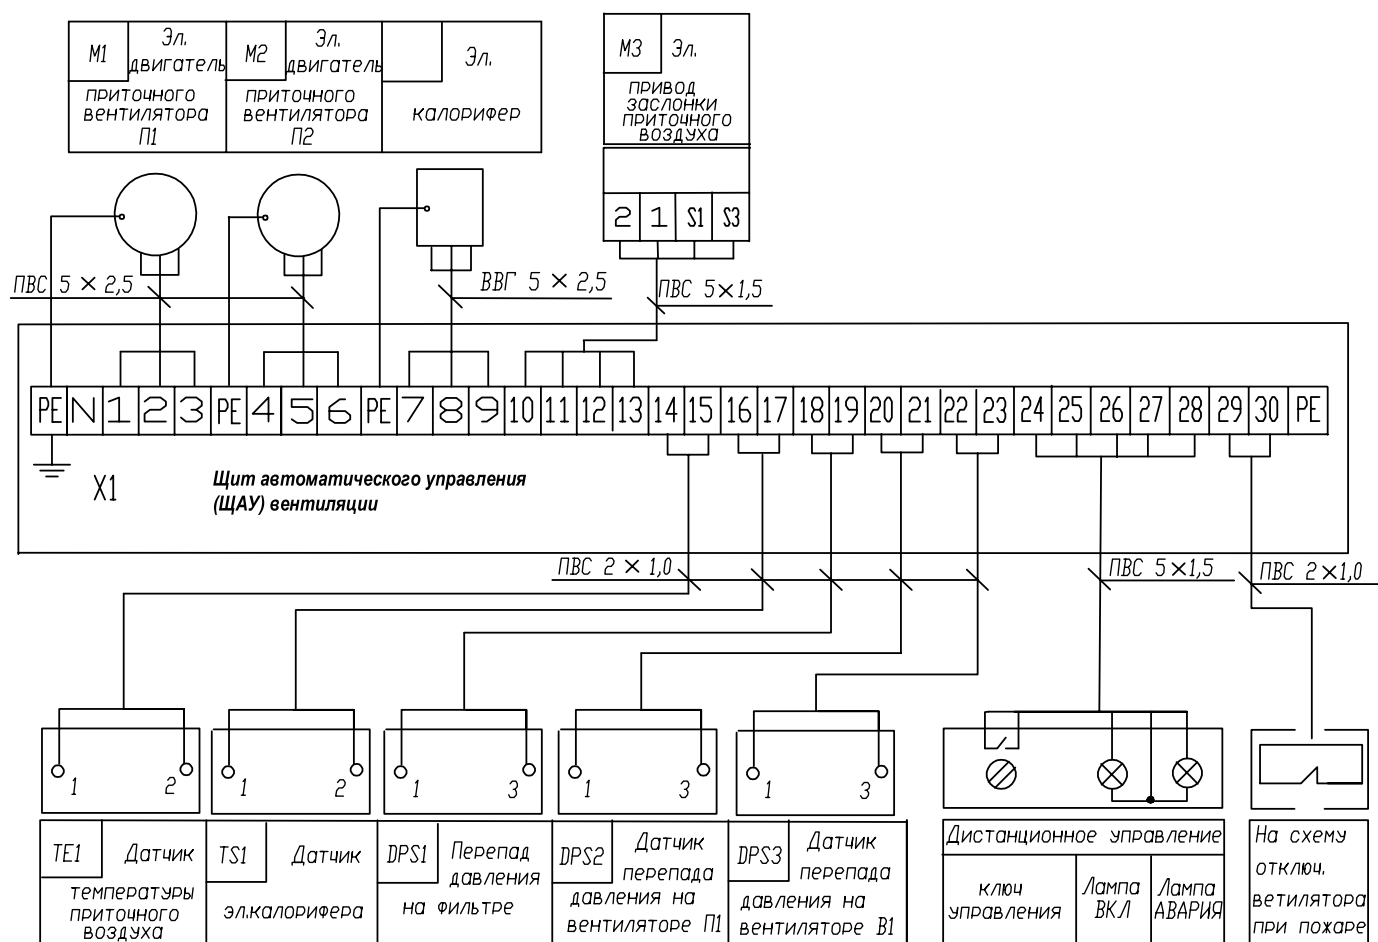 М1
Эл.
двигатель
приточного
вентилятора
П1
М2
Эл.
двигатель
приточного
вентилятора
П2
Эл.
калорифер
М3
Эл.
привод
заслонки
приточного
воздуха
2 1 S1 S3
ПВС 5×2,5
ВВГ 5×2,5
ПВС 5×1,5
PE N 1 2 3 PE 4 5 6 PE 7 8 9 10 11 12 13 14 15 16 17 18 19 20 21 22 23 24 25 26 27 28 29 30 PE
X1
Щит автоматического управления
(ЩАУ) вентиляции
ПВС 2×1,0
ПВС 5×1,5
ПВС 2×1,0
1 2
1 2
1 3
1 3
1 3
TE1
Датчик
температуры
приточного
воздуха
TS1
Датчик
эл.калорифера
DPS1
Перепад
давления
на фильтре
DPS2
Датчик
перепада
давления на
вентиляторе П1
DPS3
Датчик
перепада
давления на
вентиляторе В1
Дистанционное управление
ключ
управления
Лампа
ВКЛ
Лампа
АВАРИЯ
На схему
отключ.
ветилятора
при пожаре